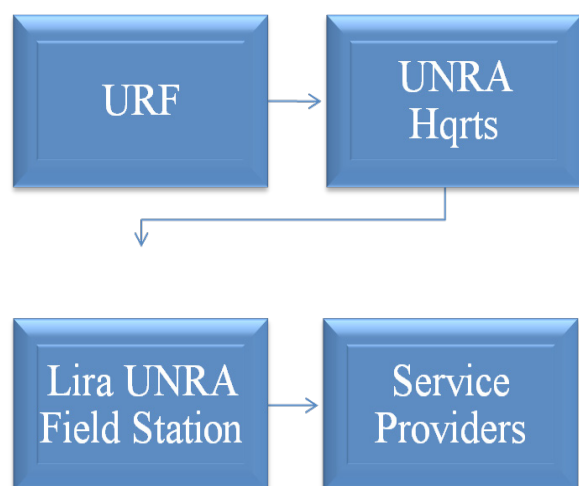 URF
UNRA
Hqrts
Lira UNRA
Field Station
Service
Providers